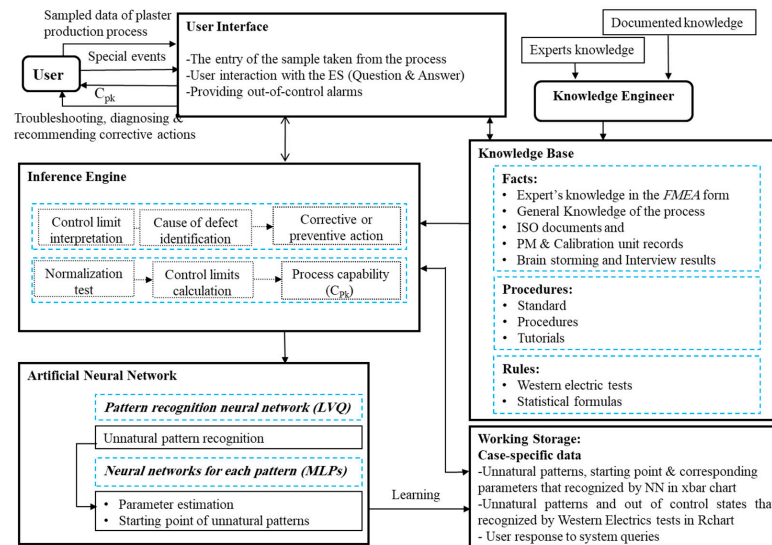 Sampled data of plaster
production process
Special events
User
Cpk
Troubleshooting, diagnosing &
recommending corrective actions
User Interface
-The entry of the sample taken from the process
-User interaction with the ES (Question & Answer)
-Providing out-of-control alarms
Documented knowledge
Experts knowledge
Knowledge Engineer
Inference Engine
Control limit
interpretation
Cause of defect
identification
Corrective or
preventive action
Normalization
test
Control limits
calculation
Process capability
(Cpk)
Knowledge Base
Facts:
• Expert's knowledge in the FMEA form
• General Knowledge of the process
• ISO documents and
• PM & Calibration unit records
• Brain storming and Interview results
Procedures:
• Standard
• Procedures
• Tutorials
Rules:
• Western electric tests
• Statistical formulas
Artificial Neural Network
Pattern recognition neural network (LVQ)
Unnatural pattern recognition
Neural networks for each pattern (MLPs)
• Parameter estimation
• Starting point of unnatural patterns
Learning
Working Storage:
Case-specific data
-Unnatural patterns, starting point & corresponding
parameters that recognized by NN in xbar chart
-Unnatural patterns and out of control states tha
recognized by Western Electrics tests in Rchart
- User response to system queries